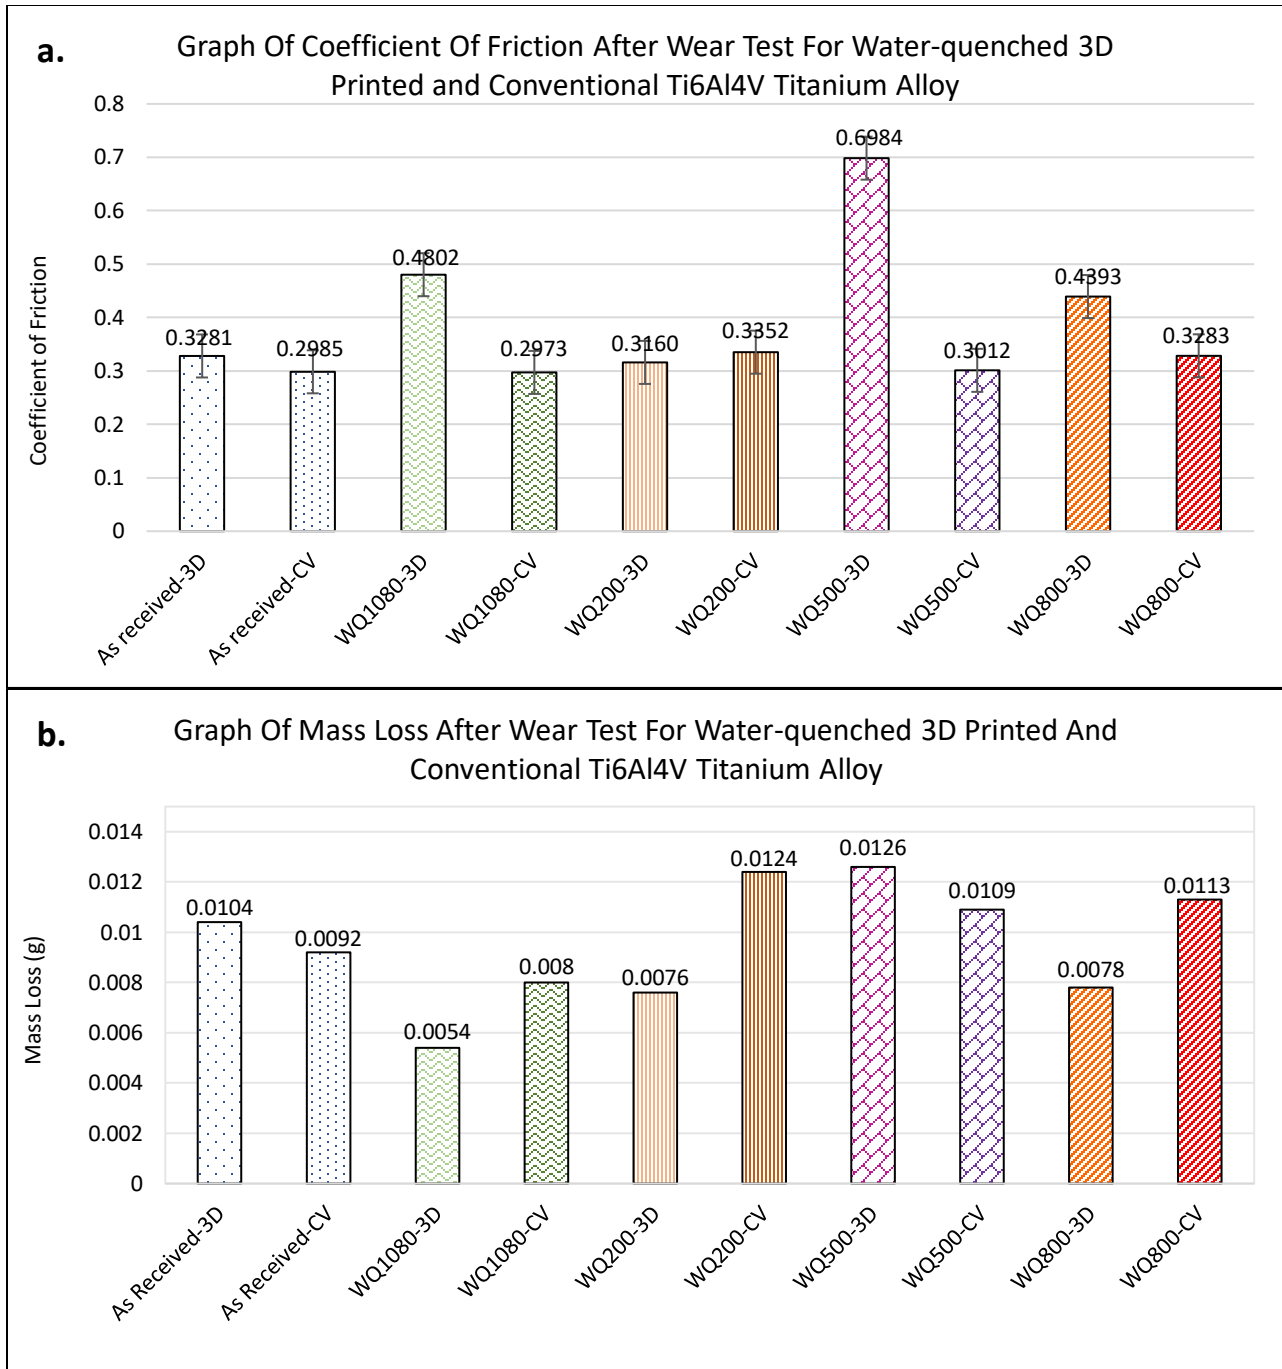 a.
Graph Of Coefficient Of Friction After Wear Test For Water-quenched 3D
Printed and Conventional Ti6Al4V Titanium Alloy
Coefficient of Friction
0.8
0.7
0.6
0.5
0.4
0.3
0.2
0.1
0
0.3281
0.2985
0.4802
0.2973
0.3160
0.3352
0.6984
0.3012
0.4393
0.3283
As received-3D
As received-CV
WQ1080-3D
WQ1080-CV
WQ200-3D
WQ200-CV
WQ500-3D
WQ500-CV
WQ800-3D
WQ800-CV
b.
Graph Of Mass Loss After Wear Test For Water-quenched 3D Printed And
Conventional Ti6Al4V Titanium Alloy
Mass Loss (g)
0.014
0.012
0.01
0.008
0.006
0.004
0.002
0
0.0104
0.0092
0.0054
0.008
0.0076
0.0124
0.0126
0.0109
0.0078
0.0113
As Received-3D
As Received-CV
WQ1080-3D
WQ1080-CV
WQ200-3D
WQ200-CV
WQ500-3D
WQ500-CV
WQ800-3D
WQ800-CV